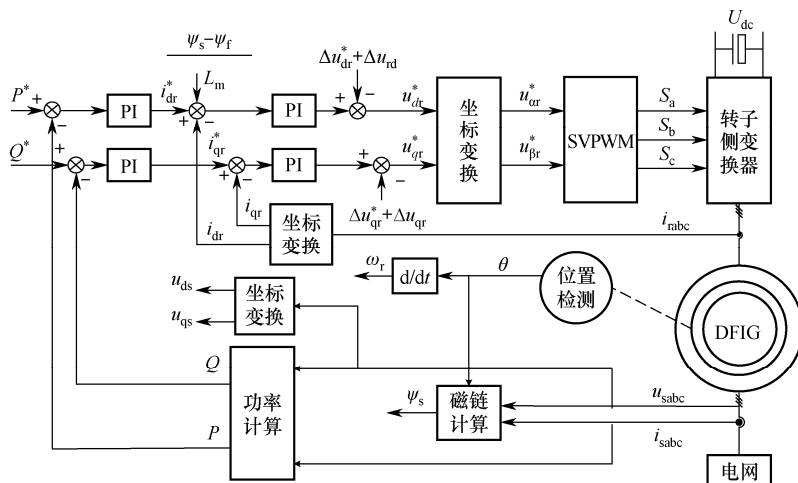 U_dc
ψ_s−ψ_f
L_m
Δu*_dr+Δu_rd
P* + − PI i*_dr + − PI + − u*_dr 坐标变换 u*_αr SVPWM S_a 转子侧变换器
S_b
Q* + − PI i*_qr + − PI + − u*_qr u*_βr S_c
Δu*_qr+Δu_qr
i_qr 坐标变换 i_rabc
i_dr
ω_r d/dt θ 位置检测
u_ds 坐标变换
u_qs
DFIG
Q 功率计算
ψ_s 磁链计算 u_sabc
P i_sabc
电网